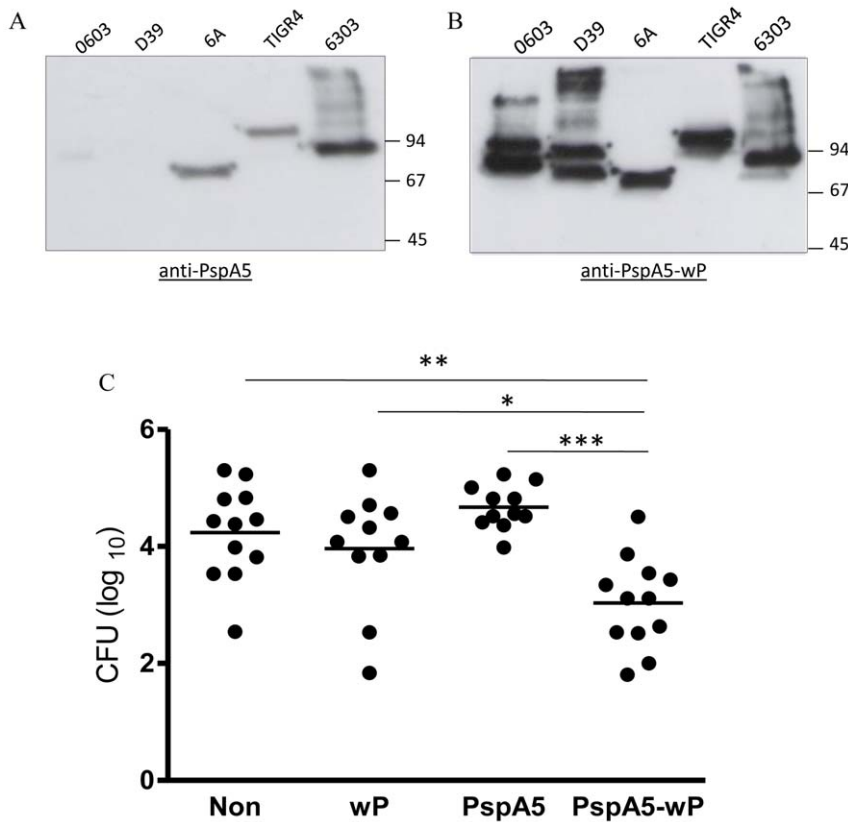 A
0603 D39 6A TIGR4 6303
94
67
45
anti-PspA5
B
0603 D39 6A TIGR4 6303
94
67
45
anti-PspA5-wP
C
**
*
***
CFU (log 10)
6
4
2
0
Non wP PspA5 PspA5-wP